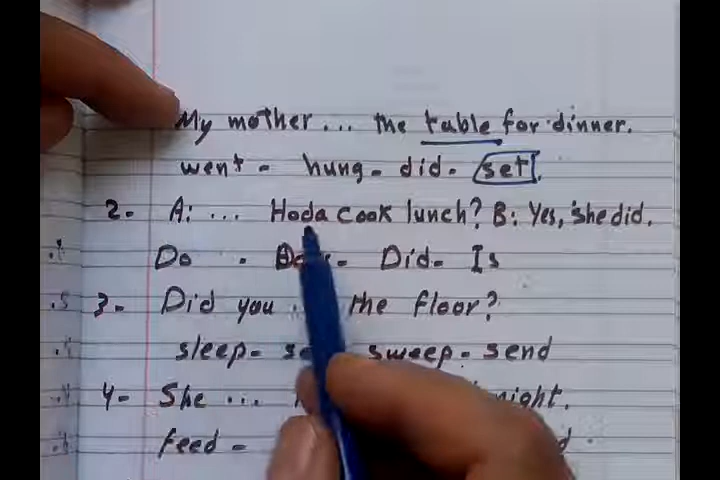 My mother... the table for dinner.
went - hung - did - set.
2- A: ... Hoda cook lunch? B: Yes, she did.
Do - - Did - Is
3- Did you ... the floor?
sleep - sweep - send
4- She ... night.
feed -